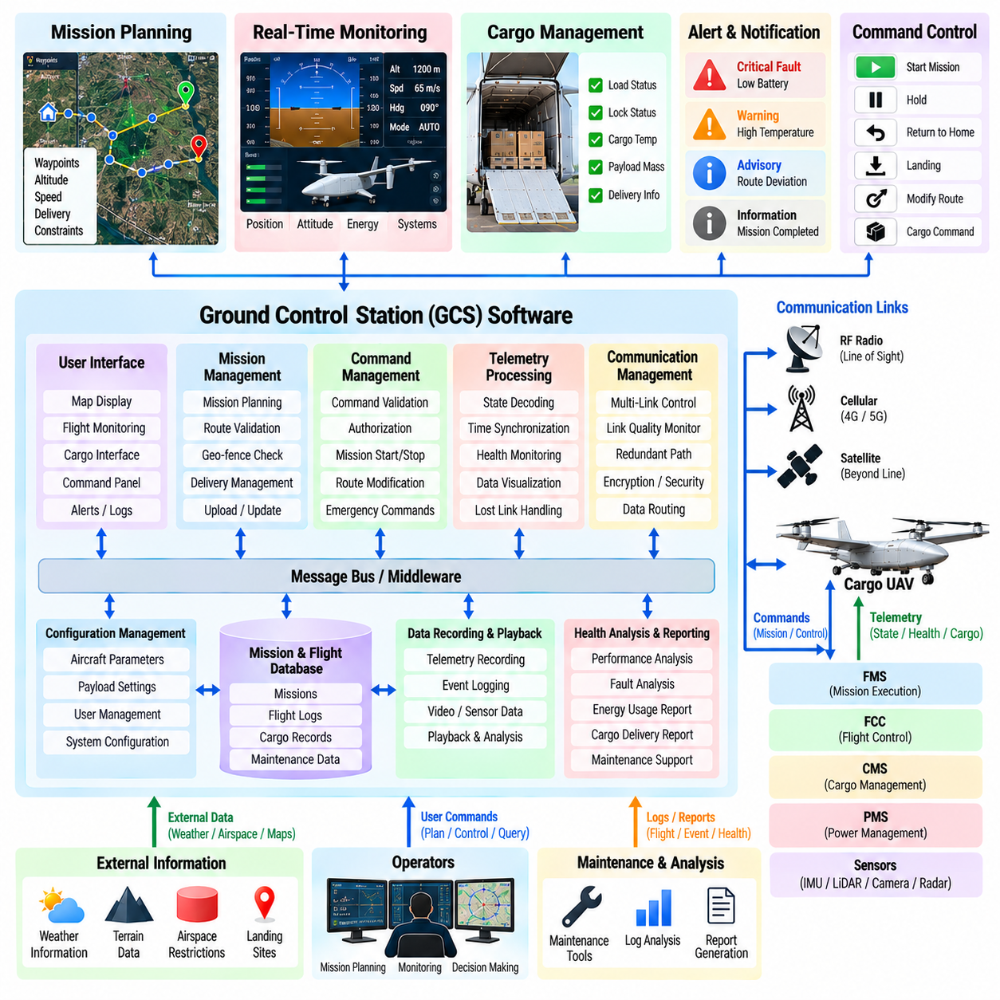 Mission Planning
Waypoints
Altitude
Speed
Delivery
Constraints
Real-Time Monitoring
Alt 1200 m
Spd 65 m/s
Hdg 090°
Mode AUTO
Position Attitude Energy Systems
Cargo Management
Load Status
Lock Status
Cargo Temp
Payload Mass
Delivery Info
Alert & Notification
Critical Fault
Low Battery
Warning
High Temperature
Advisory
Route Deviation
Information
Mission Completed
Command Control
Start Mission
Hold
Return to Home
Landing
Modify Route
Cargo Command
Ground Control Station (GCS) Software
User Interface
Map Display
Flight Monitoring
Cargo Interface
Command Panel
Alerts / Logs
Mission
Management
Mission Planning
Route Validation
Geo-fence Check
Delivery Management
Upload / Update
Command
Management
Command Validation
Authorization
Mission Start/Stop
Route Modification
Emergency Commands
Telemetry
Processing
State Decoding
Time Synchronization
Health Monitoring
Data Visualization
Lost Link Handling
Communication
Management
Multi-Link Control
Link Quality Monitor
Redundant Path
Encryption / Security
Data Routing
Message Bus / Middleware
Configuration Management
Aircraft Parameters
Payload Settings
User Management
System Configuration
Mission & Flight
Database
Missions
Flight Logs
Cargo Records
Maintenance Data
Data Recording & Playback
Telemetry Recording
Event Logging
Video / Sensor Data
Playback & Analysis
Health Analysis & Reporting
Performance Analysis
Fault Analysis
Energy Usage Report
Cargo Delivery Report
Maintenance Support
Communication Links
RF Radio
(Line of Sight)
Cellular
(4G / 5G)
Satellite
(Beyond Line)
Cargo UAV
Commands
(Mission / Control)
Telemetry
(State / Health / Cargo)
FMS
(Mission Execution)
FCC
(Flight Control)
CMS
(Cargo Management)
PMS
(Power Management)
Sensors
(IMU / LiDAR / Camera / Radar)
External Data
(Weather / Airspace / Maps)
User Commands
(Plan / Control / Query)
Logs / Reports
(Flight / Event / Health)
External Information
Weather
Information
Terrain
Data
Airspace
Restrictions
Landing
Sites
Operators
Mission Planning Monitoring Decision Making
Maintenance & Analysis
Maintenance
Tools
Log Analysis
Report
Generation